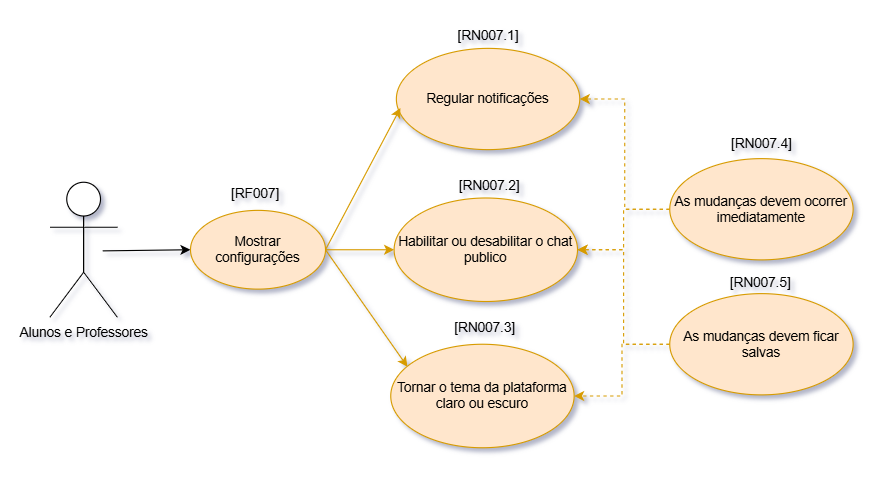 [RN007.1]
Regular notificações
[RN007.4]
As mudanças devem ocorrer
imediatamente
[RF007]
Mostrar
configurações
[RN007.2]
Habilitar ou desabilitar o chat
publico
[RN007.5]
As mudanças devem ficar
salvas
Alunos e Professores
[RN007.3]
Tornar o tema da plataforma
claro ou escuro